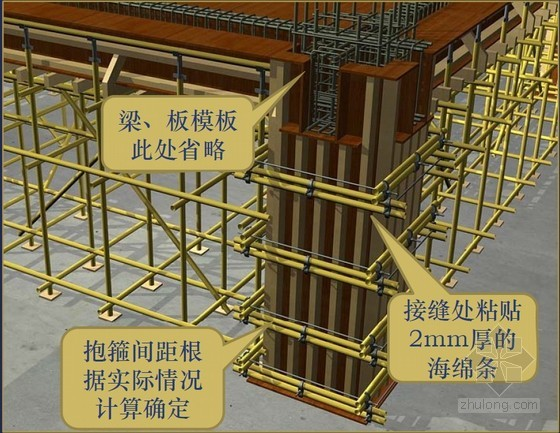 梁、板模板
此处省略
接缝处粘贴
2mm厚的
海绵条
抱箍间距根
据实际情况
计算确定
zhulong.com